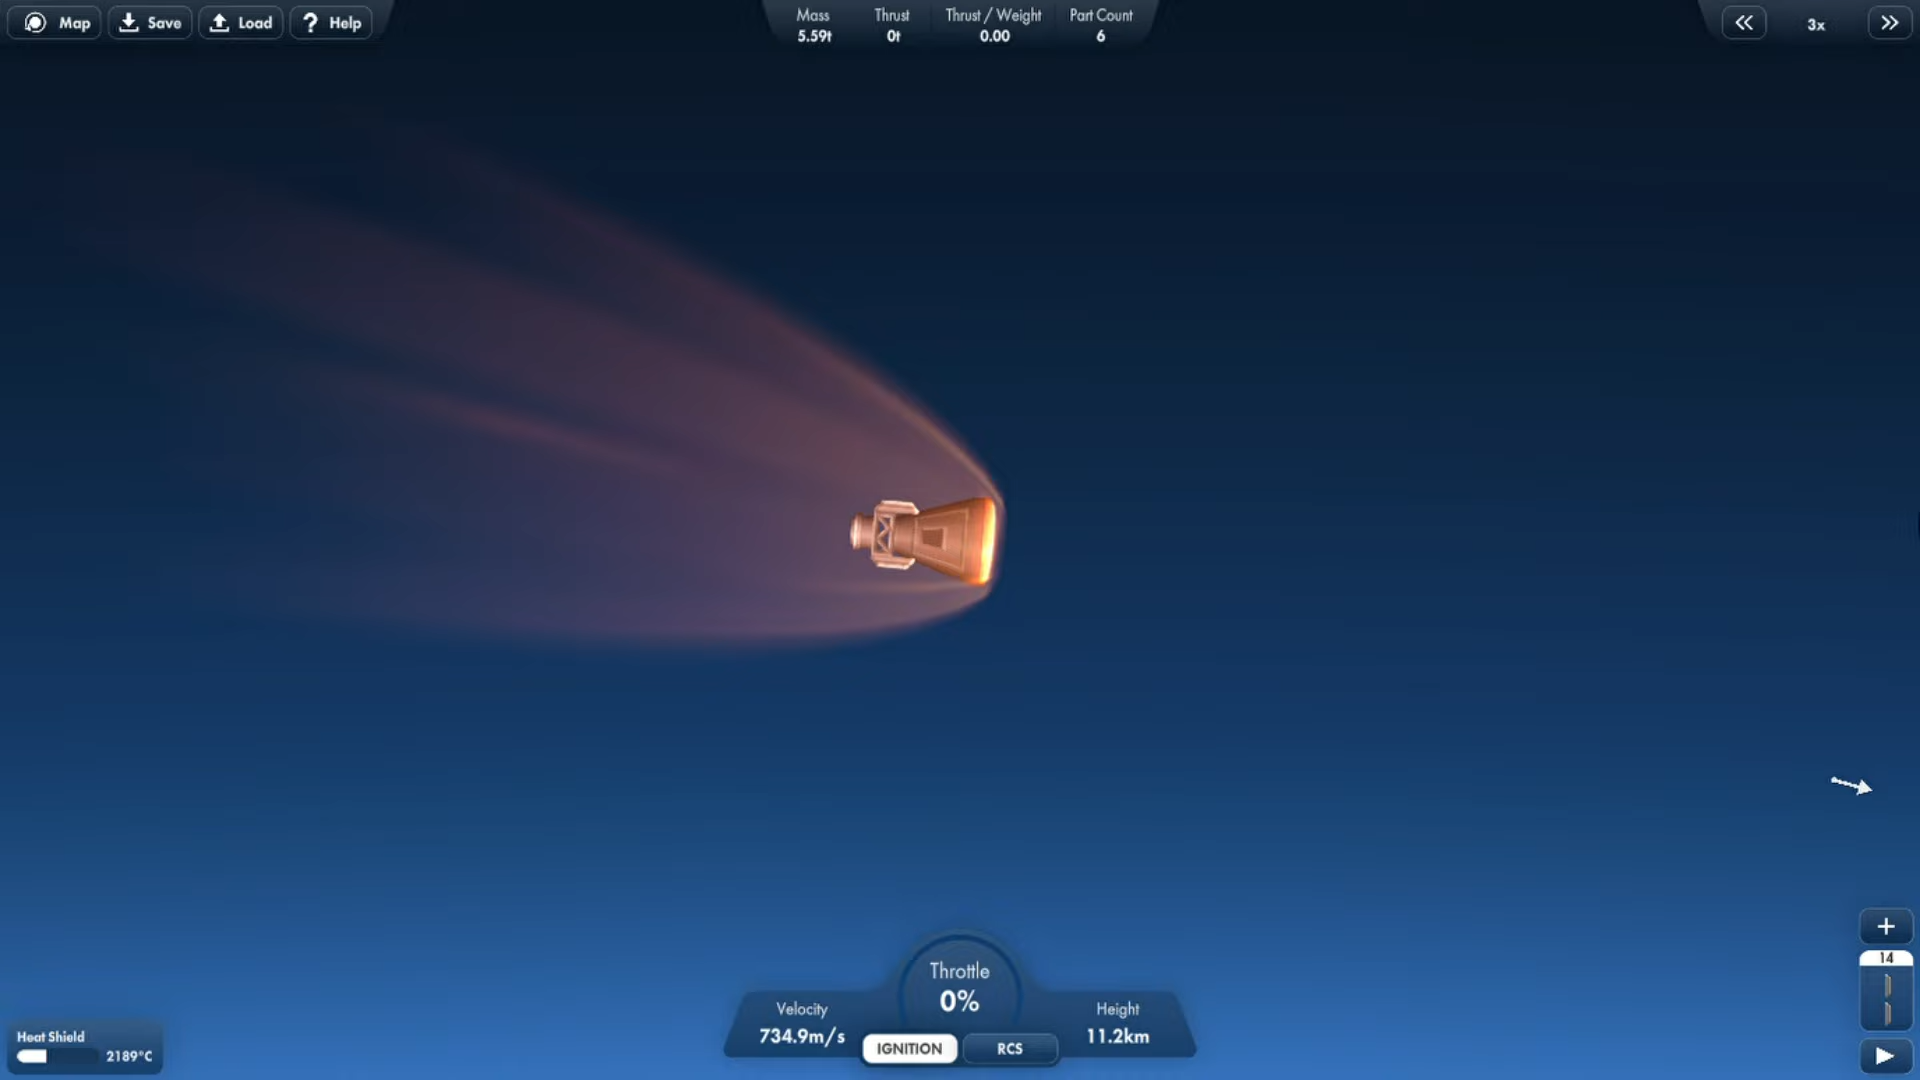 Map
Save
Load
? Help
Mass
5.59t
Thrust
0t
Thrust / Weight
0.00
Part Count
6
3x
14
Throttle
0%
Velocity
734.9m/s
Height
11.2km
IGNITION
RCS
Heat Shield
2189°C